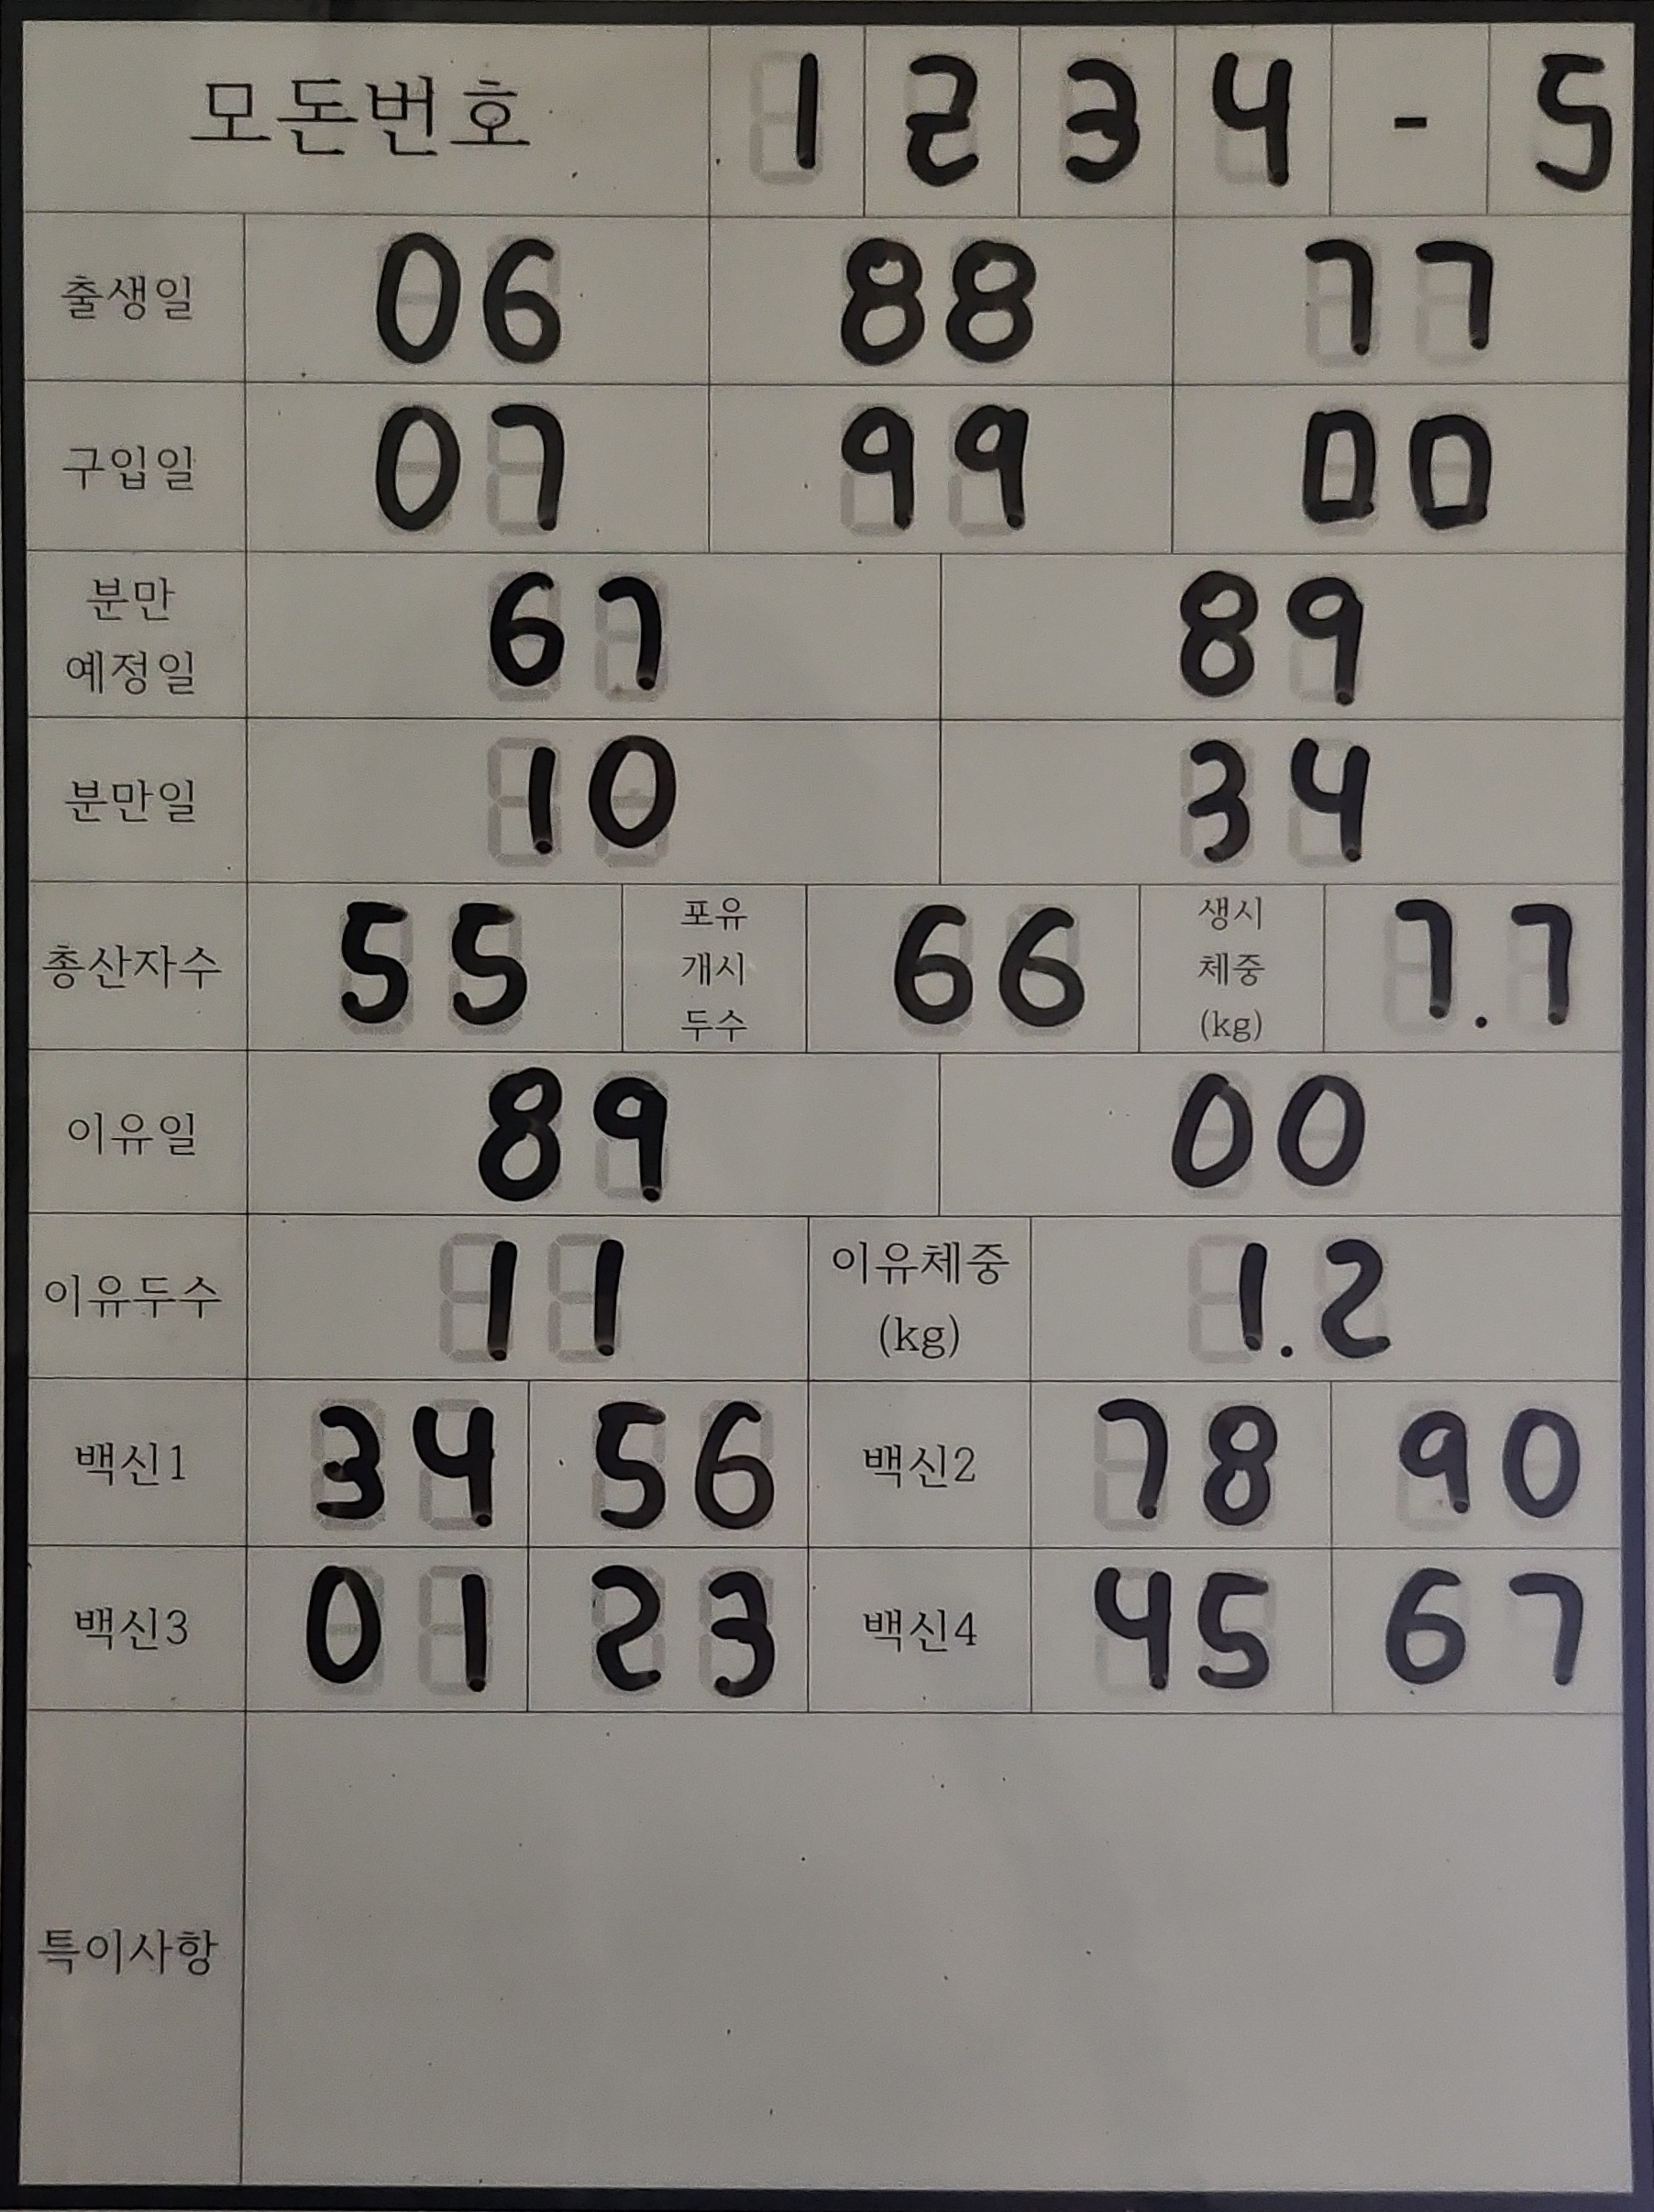 모돈번호 1 2 3 4 - 5
출생일 06 88 77
구입일 07 99 00
분만
예정일 67 89
분만일 10 34
총산자수 55 포유
개시
두수 66 생시
체중
(kg) 7.7
이유일 89 00
이유두수 11 이유체중
(kg) 1.2
백신1 34 56 백신2 78 90
백신3 01 23 백신4 45 67
특이사항